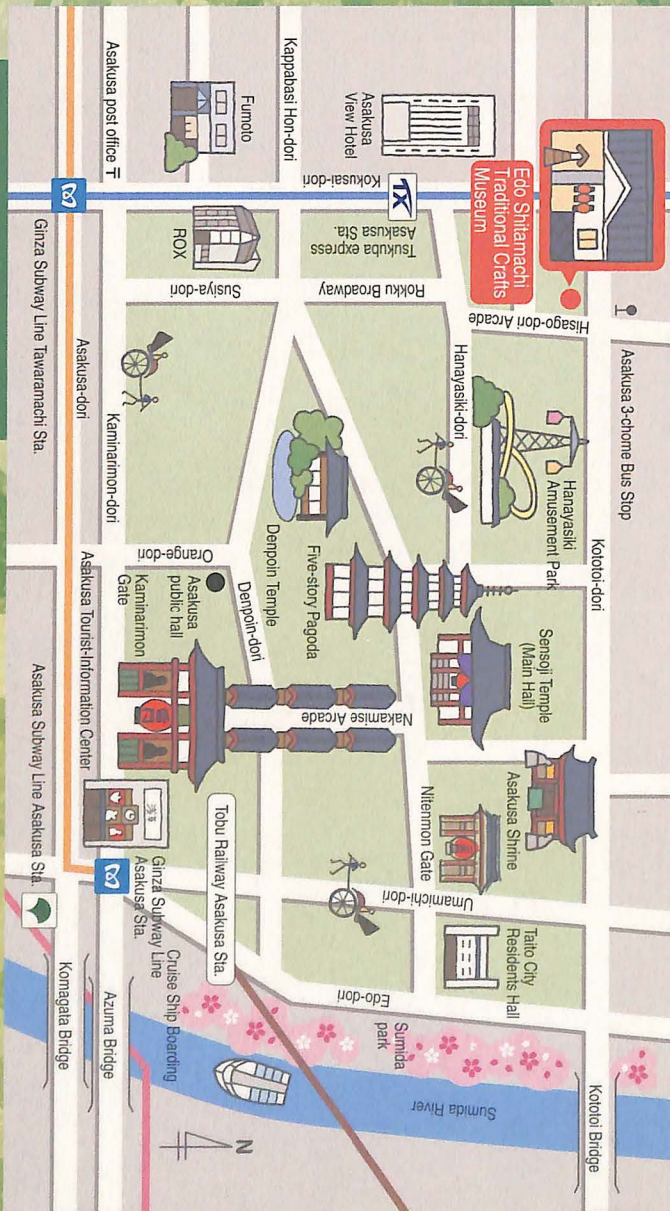 Asakusa 3-chome Bus Stop
Kototoi-dori
Kototoi Bridge
Edo Shitamachi
Traditional Crafts
Museum
Hisago-dori Arcade
Hanayasiki
Amusement Park
Sensoji Temple
(Main Hall)
Asakusa Shrine
Taito City
Residents Hall
Hanayasiki-dori
Nitenmon Gate
Umamichi-dori
Sumida River
Asakusa
View Hotel
TX
Tsukuba express
Asakusa Sta.
Kokusai-dori
Rokku Broadway
Sumida
park
Edo-dori
Kappabasi Hon-dori
Five-story Pagoda
Denpoin Temple
Nakamise Arcade
Denpoin-dori
Fumoto
ROX
Susiya-dori
Orange-dori
Asakusa
public hall
Kaminarimon
Gate
Tobu Railway Asakusa Sta.
Cruise Ship Boarding
N
浅草
Ginza Subway Line
Asakusa Sta.
Asakusa post office 〒
Kaminarimon-dori
Azuma Bridge
Asakusa-dori
Asakusa Tourist-Information Center
Komagata Bridge
Ginza Subway Line Tawaramachi Sta.
Asakusa Subway Line Asakusa Sta.